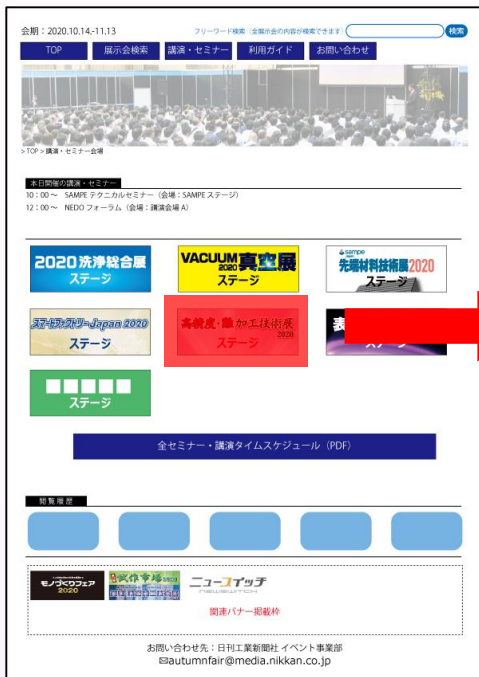 会期：2020.10.14.-11.13
フリーワード検索（全展示会の内容が検索できます）
検索
TOP
展示会検索
講演・セミナー
利用ガイド
お問い合わせ
> TOP > 講演・セミナー会場
本日開催の講演・セミナー
10：00～ SAMPE テクニカルセミナー（会場：SAMPE ステージ）
12：00～ NEDO フォーラム（会場：講演会場 A）
2020 洗浄総合展
ステージ
VACUUM 2020 真空展
ステージ
sampe
先端材料技術展2020
ステージ
スマートファクトリーJapan 2020
ステージ
高精度・難加工技術展
2020
ステージ
表
ステージ
全セミナー・講演タイムスケジュール（PDF）
閲覧履歴
モノづくりフェア
2020
試作市場2020
ニュースイッチ
NEWSWITCH
関連バナー掲載枠
お問い合わせ先：日刊工業新聞社 イベント事業部
✉autumnfair@media.nikkan.co.jp